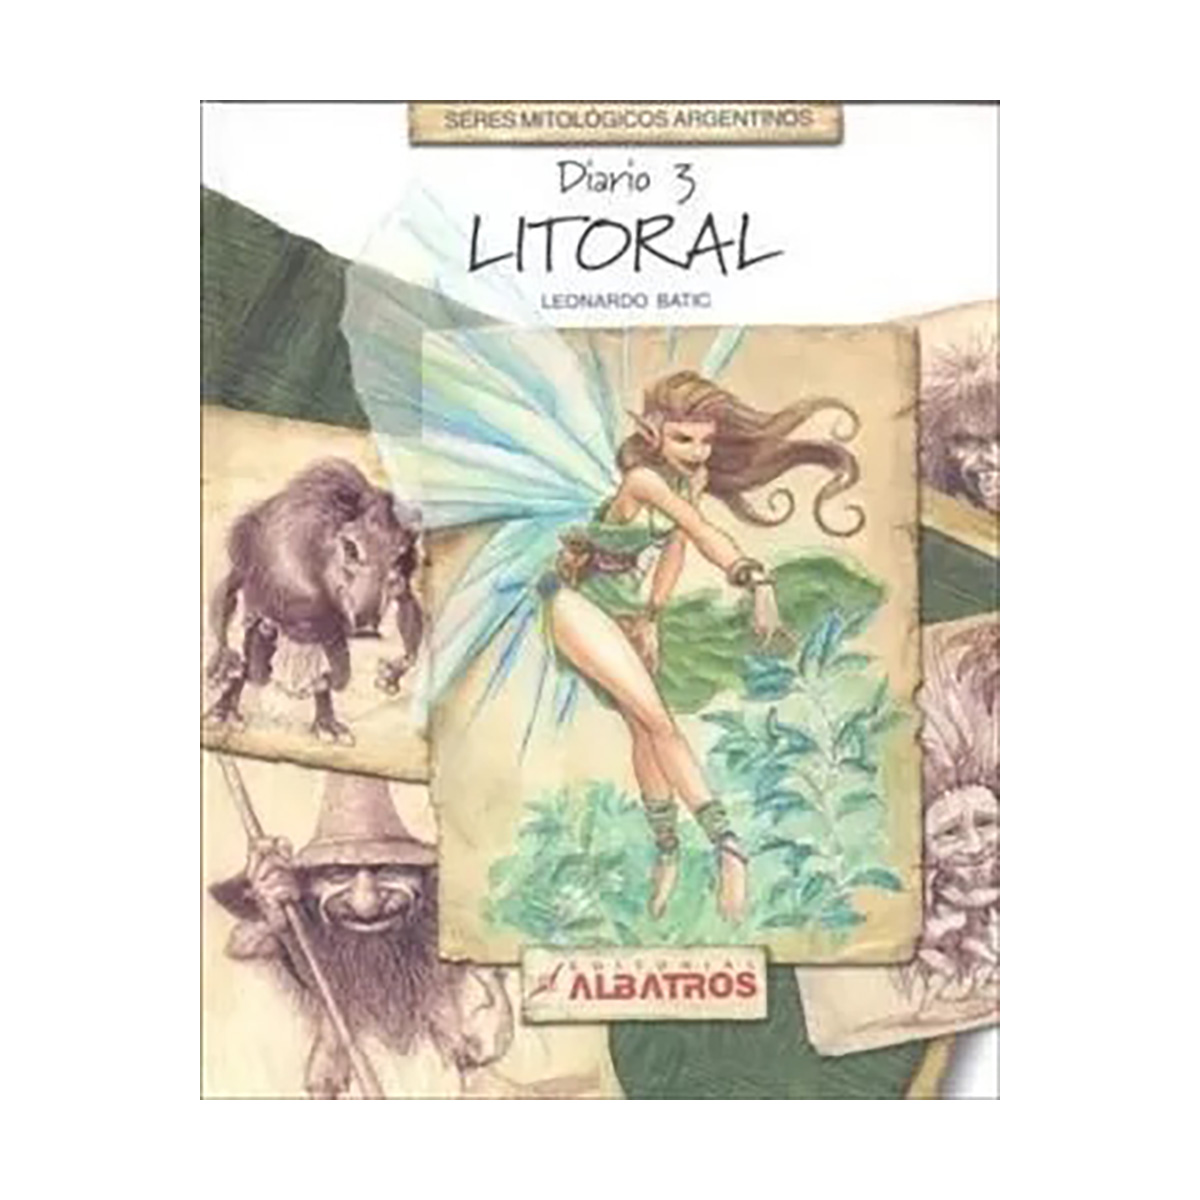 SERES MITOLÓGICOS ARGENTINOS
Diario 3
LITORAL
LEONARDO BATIC
EDITORIAL
ALBATROS